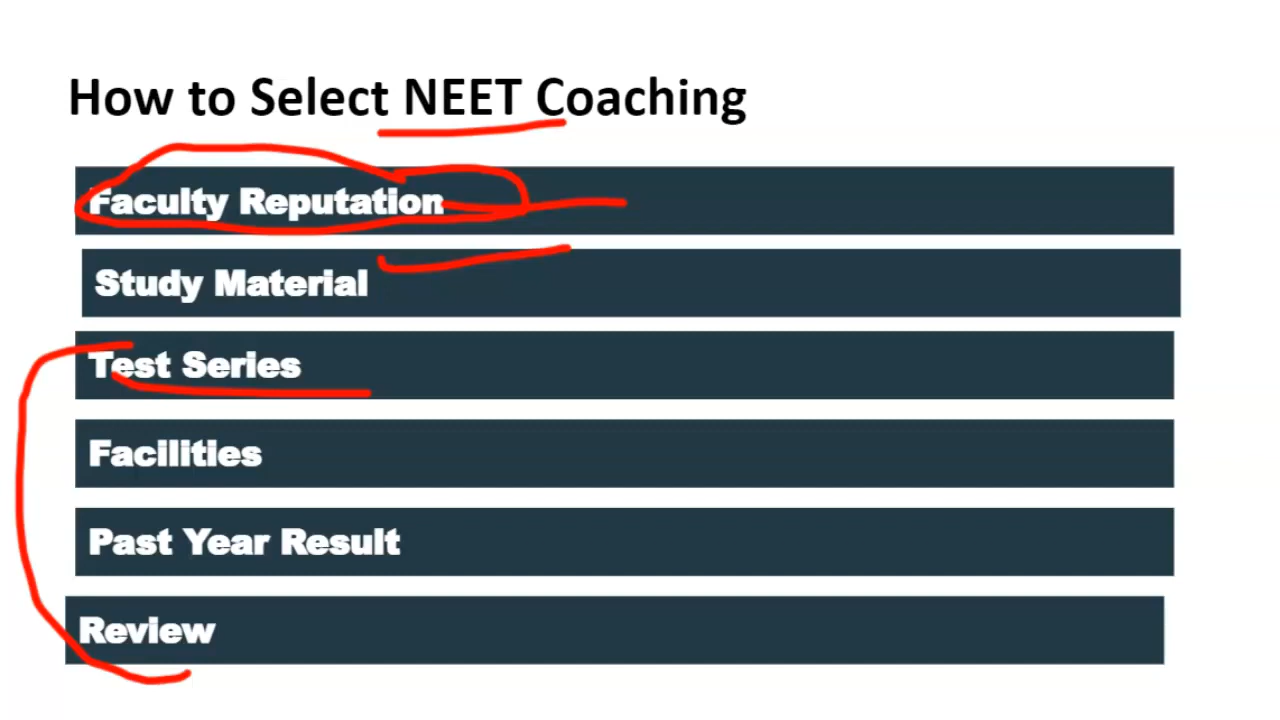 How to Select NEET Coaching
Faculty Reputation
Study Material
Test Series
Facilities
Past Year Result
Review